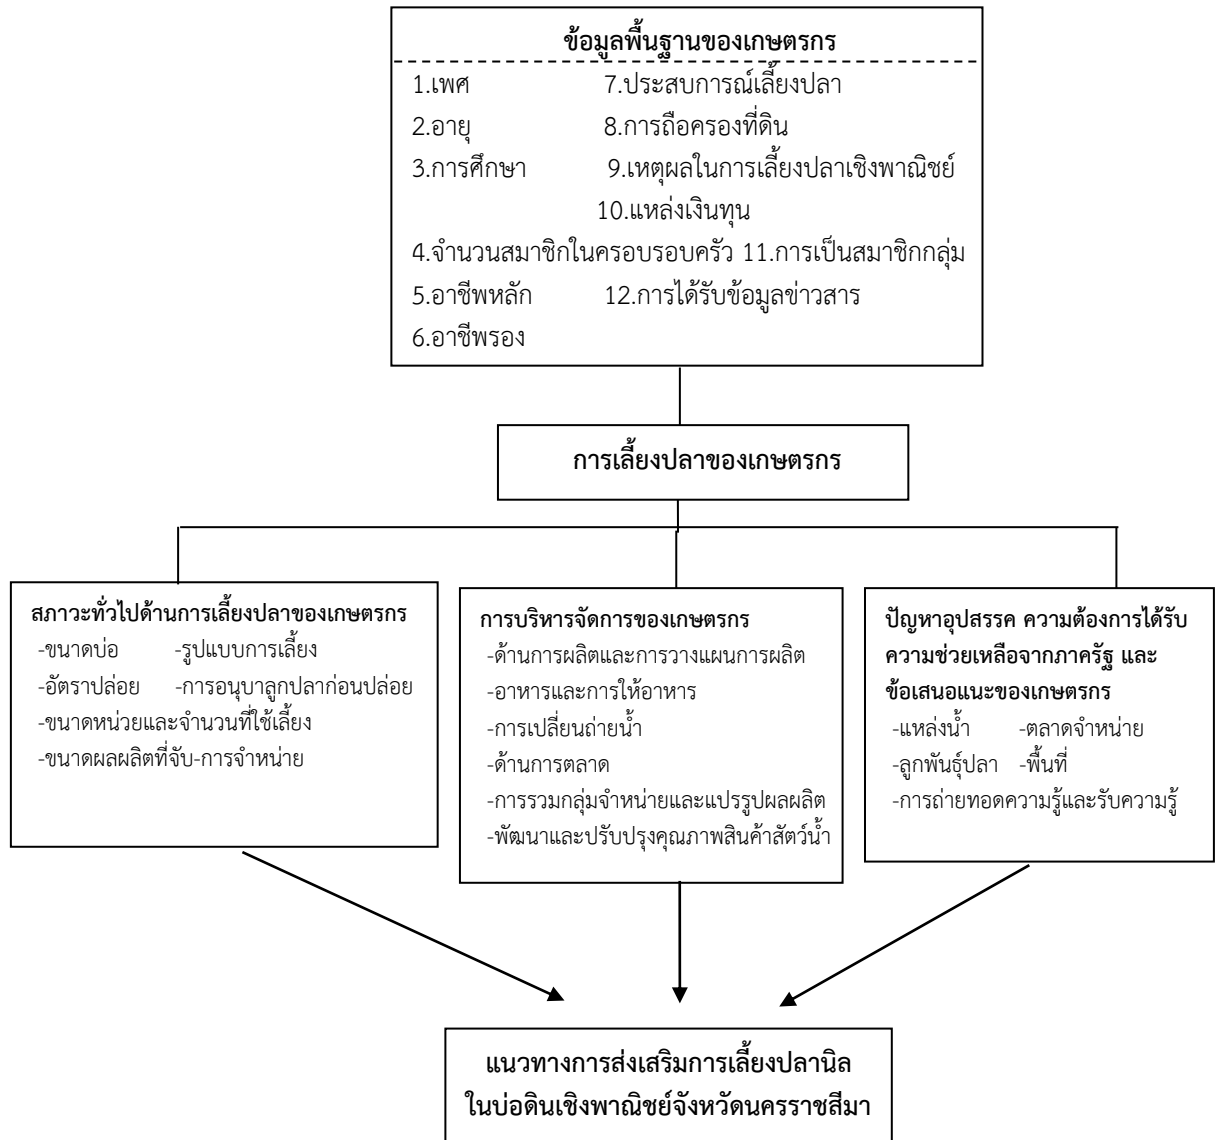 ข้อมูลพื้นฐานของเกษตรกร
1.เพศ 7.ประสบการณ์เลี้ยงปลา
2.อายุ 8.การถือครองที่ดิน
3.การศึกษา 9.เหตุผลในการเลี้ยงปลาเชิงพาณิชย์
10.แหล่งเงินทุน
4.จำนวนสมาชิกในครอบรอบครัว 11.การเป็นสมาชิกกลุ่ม
5.อาชีพหลัก 12.การได้รับข้อมูลข่าวสาร
6.อาชีพรอง
การเลี้ยงปลาของเกษตรกร
สภาวะทั่วไปด้านการเลี้ยงปลาของเกษตรกร
-ขนาดบ่อ -รูปแบบการเลี้ยง
-อัตราปล่อย -การอนุบาลูกปลาก่อนปล่อย
-ขนาดหน่วยและจำนวนที่ใช้เลี้ยง
-ขนาดผลผลิตที่จับ-การจำหน่าย
การบริหารจัดการของเกษตรกร
-ด้านการผลิตและการวางแผนการผลิต
-อาหารและการให้อาหาร
-การเปลี่ยนถ่ายน้ำ
-ด้านการตลาด
-การรวมกลุ่มจำหน่ายและแปรรูปผลผลิต
-พัฒนาและปรับปรุงคุณภาพสินค้าสัตว์น้ำ
ปัญหาอุปสรรค ความต้องการได้รับ
ความช่วยเหลือจากภาครัฐ และ
ข้อเสนอแนะของเกษตรกร
-แหล่งน้ำ -ตลาดจำหน่าย
-ลูกพันธุ์ปลา -พื้นที่
-การถ่ายทอดความรู้และรับความรู้
แนวทางการส่งเสริมการเลี้ยงปลานิล
ในบ่อดินเชิงพาณิชย์จังหวัดนครราชสีมา